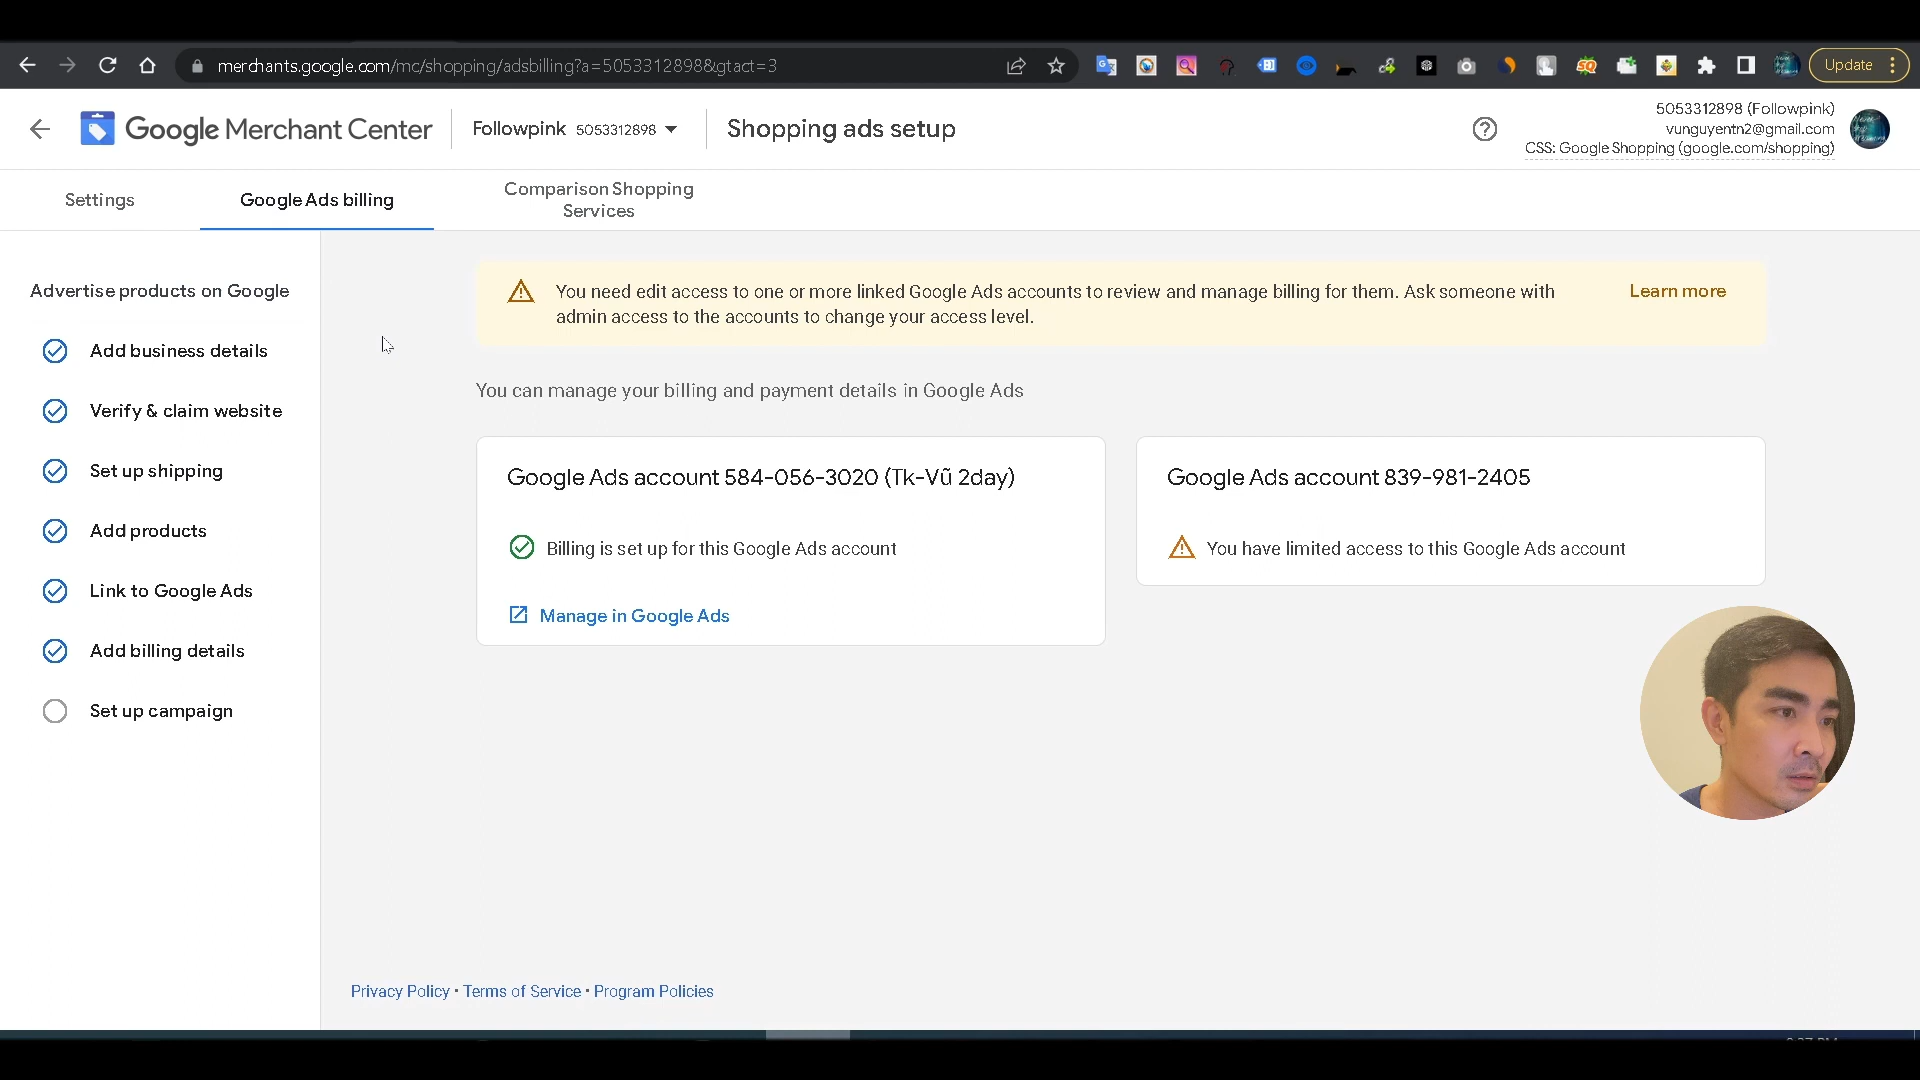 merchants.google.com/mc/shopping/adsbilling?a=5053312898&gtact=3
Update
Google Merchant Center
Followpink 5053312898
Shopping ads setup
5053312898 (Followpink)
vunguyentn2@gmail.com
CSS: Google Shopping (google.com/shopping)
Settings
Google Ads billing
Comparison Shopping
Services
Advertise products on Google
Add business details
Verify & claim website
Set up shipping
Add products
Link to Google Ads
Add billing details
Set up campaign
You need edit access to one or more linked Google Ads accounts to review and manage billing for them. Ask someone with
admin access to the accounts to change your access level.
Learn more
You can manage your billing and payment details in Google Ads
Google Ads account 584-056-3020 (Tk-Vũ 2day)
Billing is set up for this Google Ads account
Manage in Google Ads
Google Ads account 839-981-2405
You have limited access to this Google Ads account
Privacy Policy • Terms of Service • Program Policies